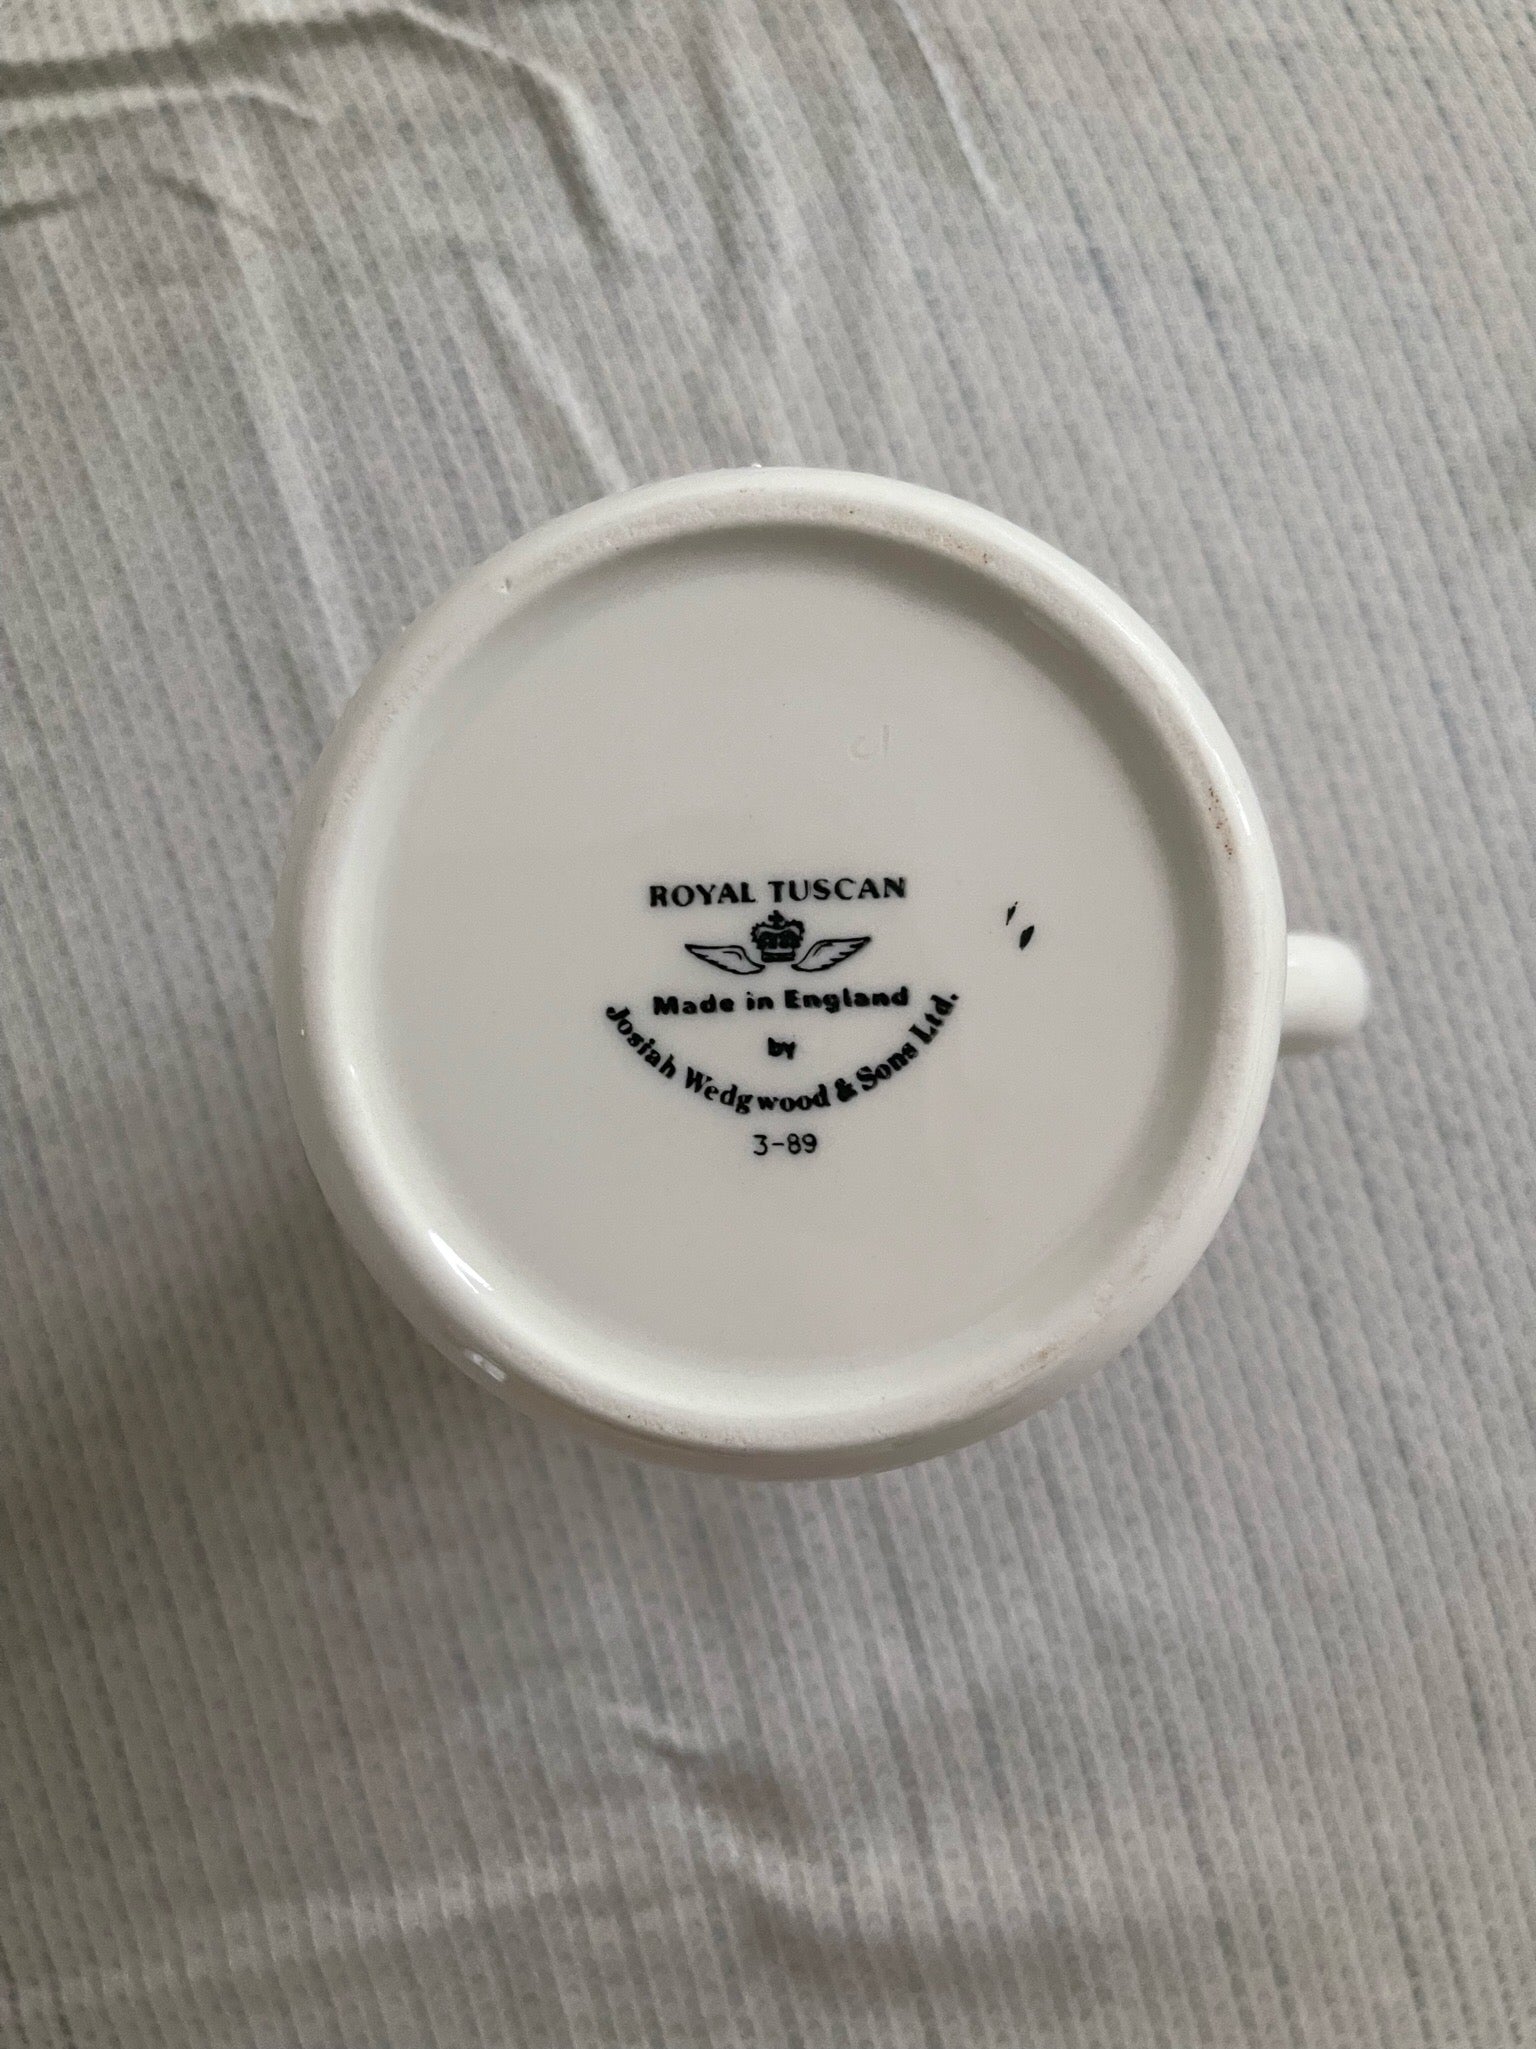 ROYAL TUSCAN
Made in England
by
Josiah Wedgwood & Sons Ltd.
3-89